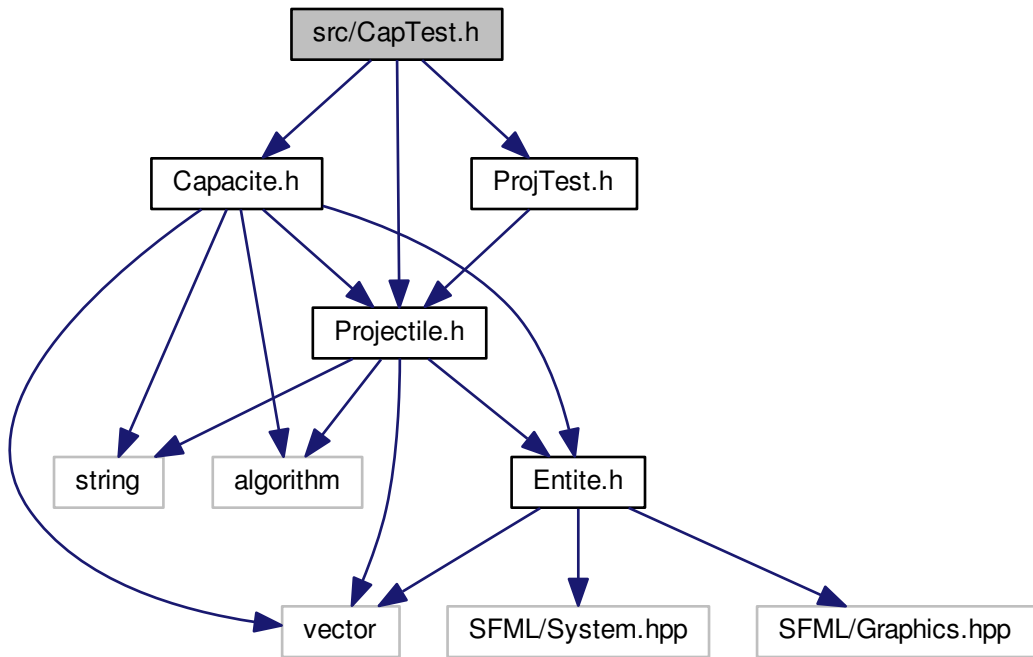 src/CapTest.h
Capacite.h
ProjTest.h
Projectile.h
string
algorithm
Entite.h
vector
SFML/System.hpp
SFML/Graphics.hpp